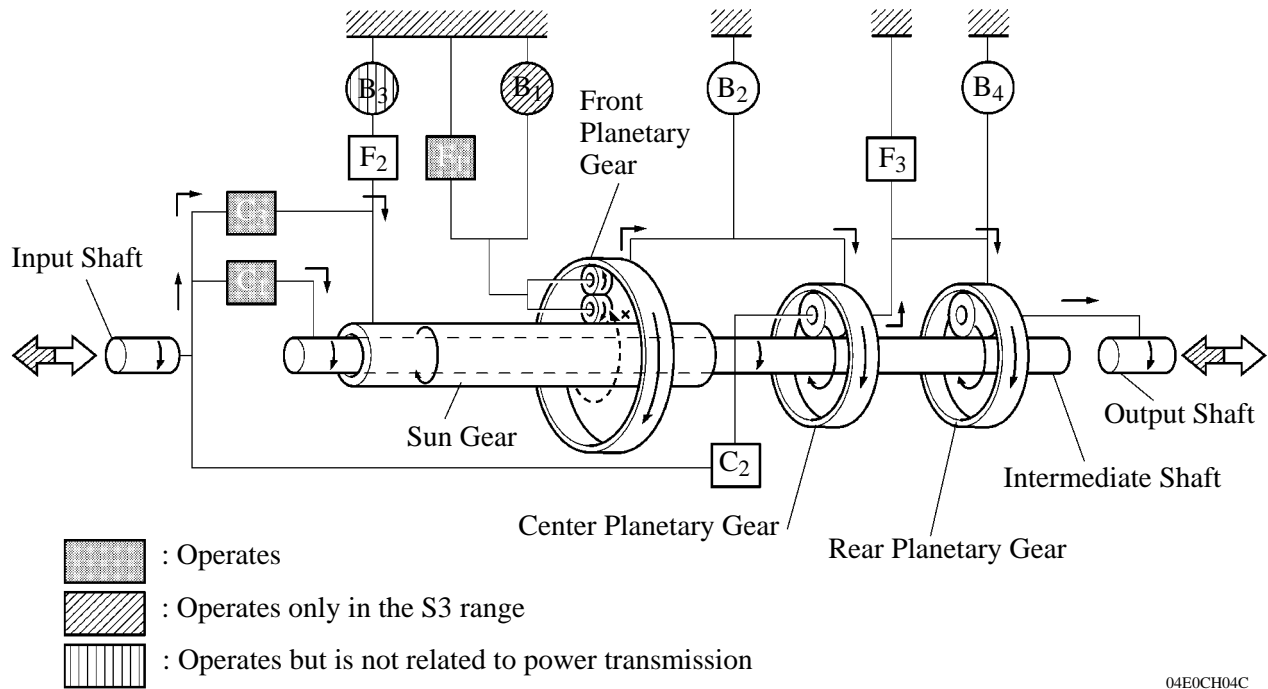 B3
B1
B2
B4
Front
Planetary
Gear
F2
F1
F3
C3
Input Shaft
Sun Gear
C2
Output Shaft
Intermediate Shaft
Center Planetary Gear
Rear Planetary Gear
: Operates
: Operates only in the S3 range
: Operates but is not related to power transmission
04E0CH04C